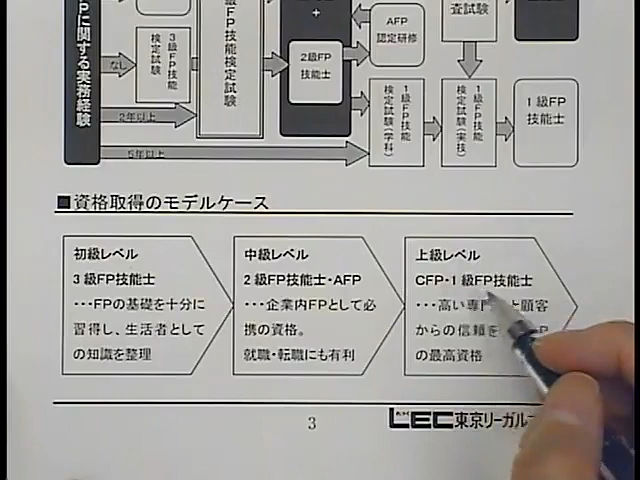 Pに関する実務経験
なし
2年以上
5年以上
3級FP技能
検定試験
FP技能検定試験
+
2級FP
技能士
AFP
認定研修
査試験
1級FP技能
検定試験(学科)
1級FP技能
検定試験(実技)
1級FP
技能士
■資格取得のモデルケース
初級レベル
3級FP技能士
・・・FPの基礎を十分に
習得し、生活者として
の知識を整理
中級レベル
2級FP技能士・AFP
・・・企業内FPとして必
携の資格。
就職・転職にも有利
上級レベル
CFP・1級FP技能士
・・・高い専門 と顧客
からの信頼を P
の最高資格
3
LEC東京リーガル